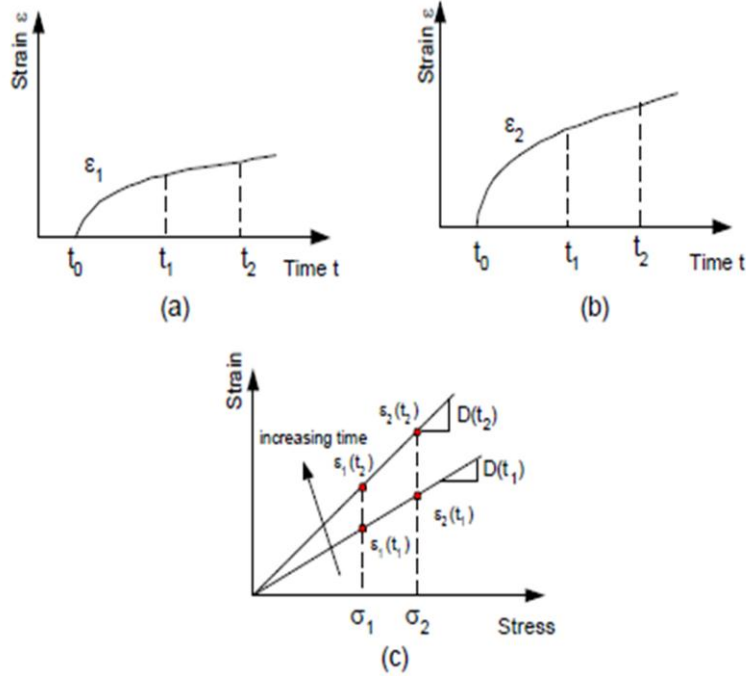 Strain ε
ε1
t0
t1
t2
Time t
(a)
Strain ε
ε2
t0
t1
t2
Time t
(b)
Strain
ε2(t2)
D(t2)
increasing time
ε1(t2)
D(t1)
ε2(t1)
ε1(t1)
σ1
σ2
Stress
(c)